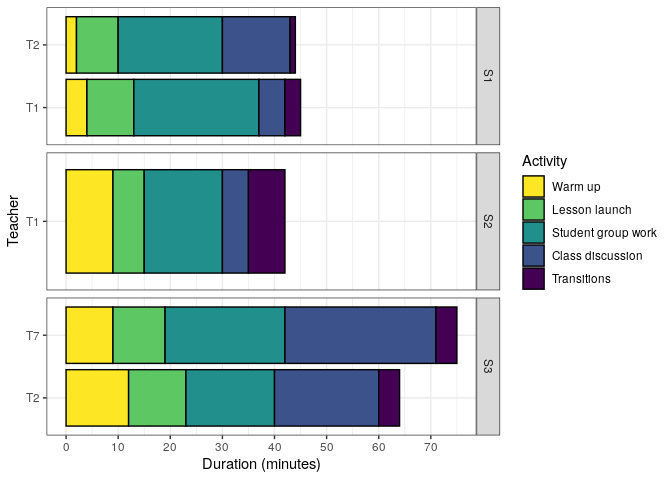 T2
T1
S1
T1
S2
T7
T2
S3
Teacher
0 10 20 30 40 50 60 70
Duration (minutes)
Activity
Warm up
Lesson launch
Student group work
Class discussion
Transitions